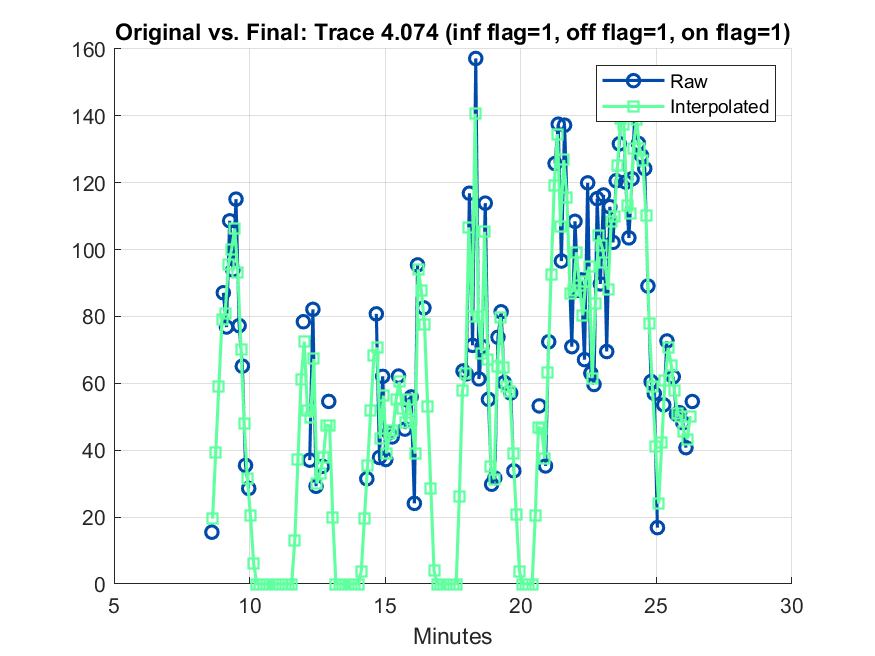 Original vs. Final: Trace 4.074 (inf flag=1, off flag=1, on flag=1)
160
140
120
100
80
60
40
20
0
Raw
Interpolated
5 10 15 20 25 30
Minutes